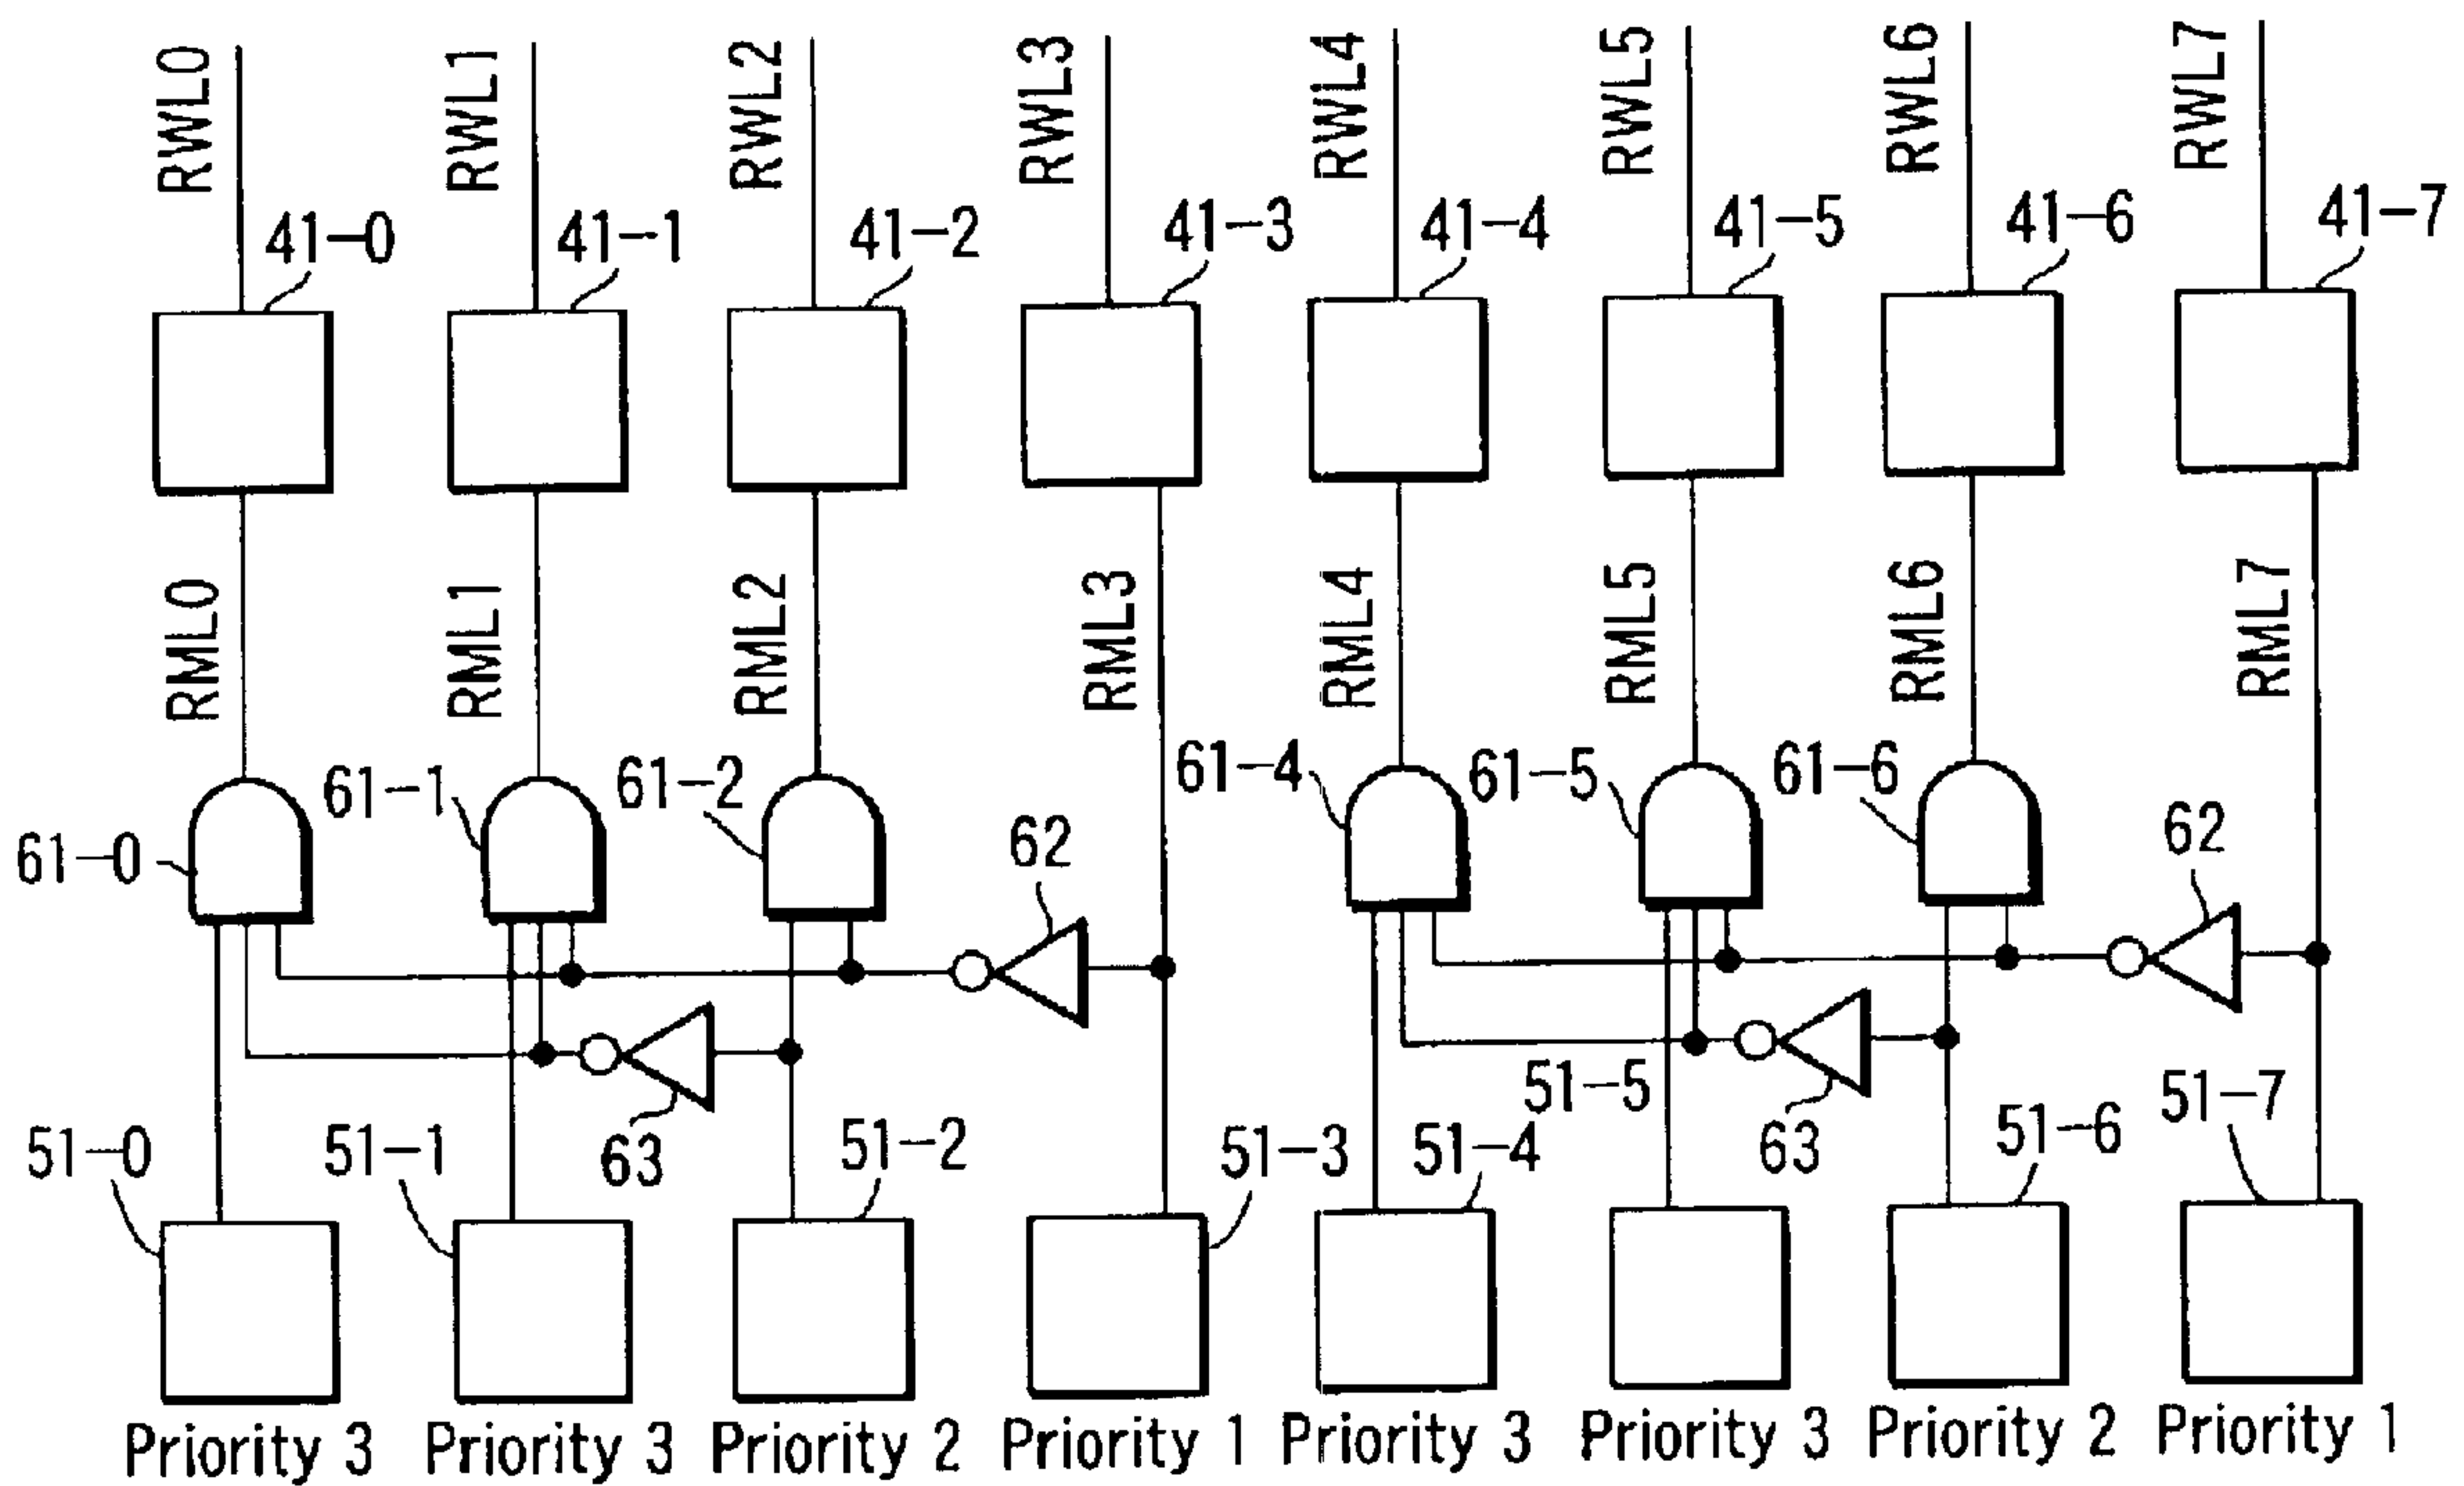 RWL0
RWL1
RWL2
RWL3
RWL4
RWL5
RWL6
RWL7
41-0
41-1
41-2
41-3
41-4
41-5
41-6
41-7
RML0
RML1
RML2
RML3
RML4
RML5
RML6
RML7
61-0
61-1
61-2
62
61-4
61-5
61-6
62
51-0
51-1
63
51-2
51-3
51-4
51-5
63
51-6
51-7
Priority 3
Priority 3
Priority 2
Priority 1
Priority 3
Priority 3
Priority 2
Priority 1